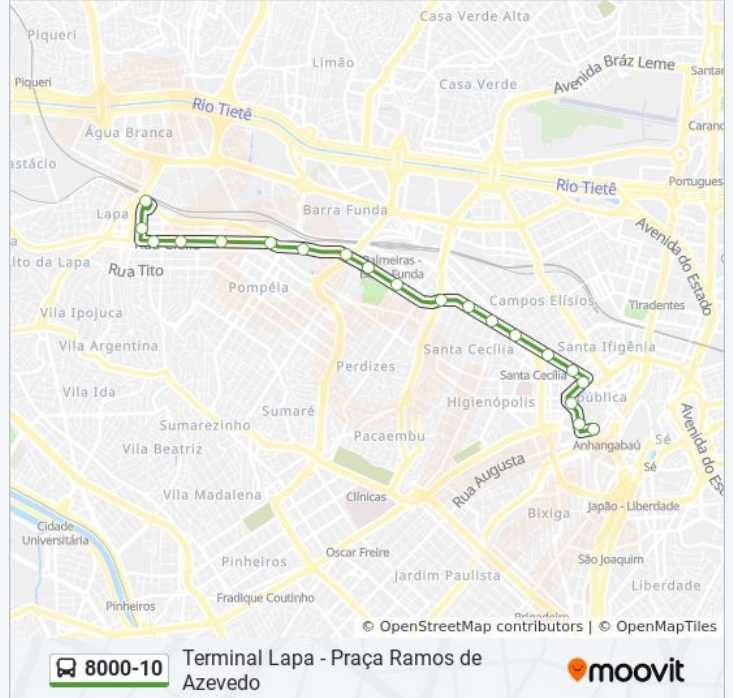 Casa Verde Alta
Piqueri
Limão
Avenida Bráz Leme
Piqueri
Casa Verde
Rio Tietê
Água Branca
Rio Tietê
Portugues
Lapa
Barra Funda
Avenida do Estado
Rua Tito
Palmeiras -
Funda
Pompéia
Campos Elísios
Tiradentes
Vila Ipojuca
Vila Argentina
Santa Cecília
Santa Ifigênia
Perdizes
Santa Cecília
Vila Ida
Higienópolis
Sumaré
Sumarezinho
Pacaembu
Sé
Vila Beatriz
Anhangabaú
Sé
Rua Augusta
Vila Madalena
Clínicas
Japão - Liberdade
Bixiga
Cidade
Universitária
Oscar Freire
São Joaquim
Pinheiros
Jardim Paulista
Liberdade
Fradique Coutinho
Pinheiros
© OpenStreetMap contributors | © OpenMapTiles
8000-10
Terminal Lapa - Praça Ramos de
Azevedo
moovit